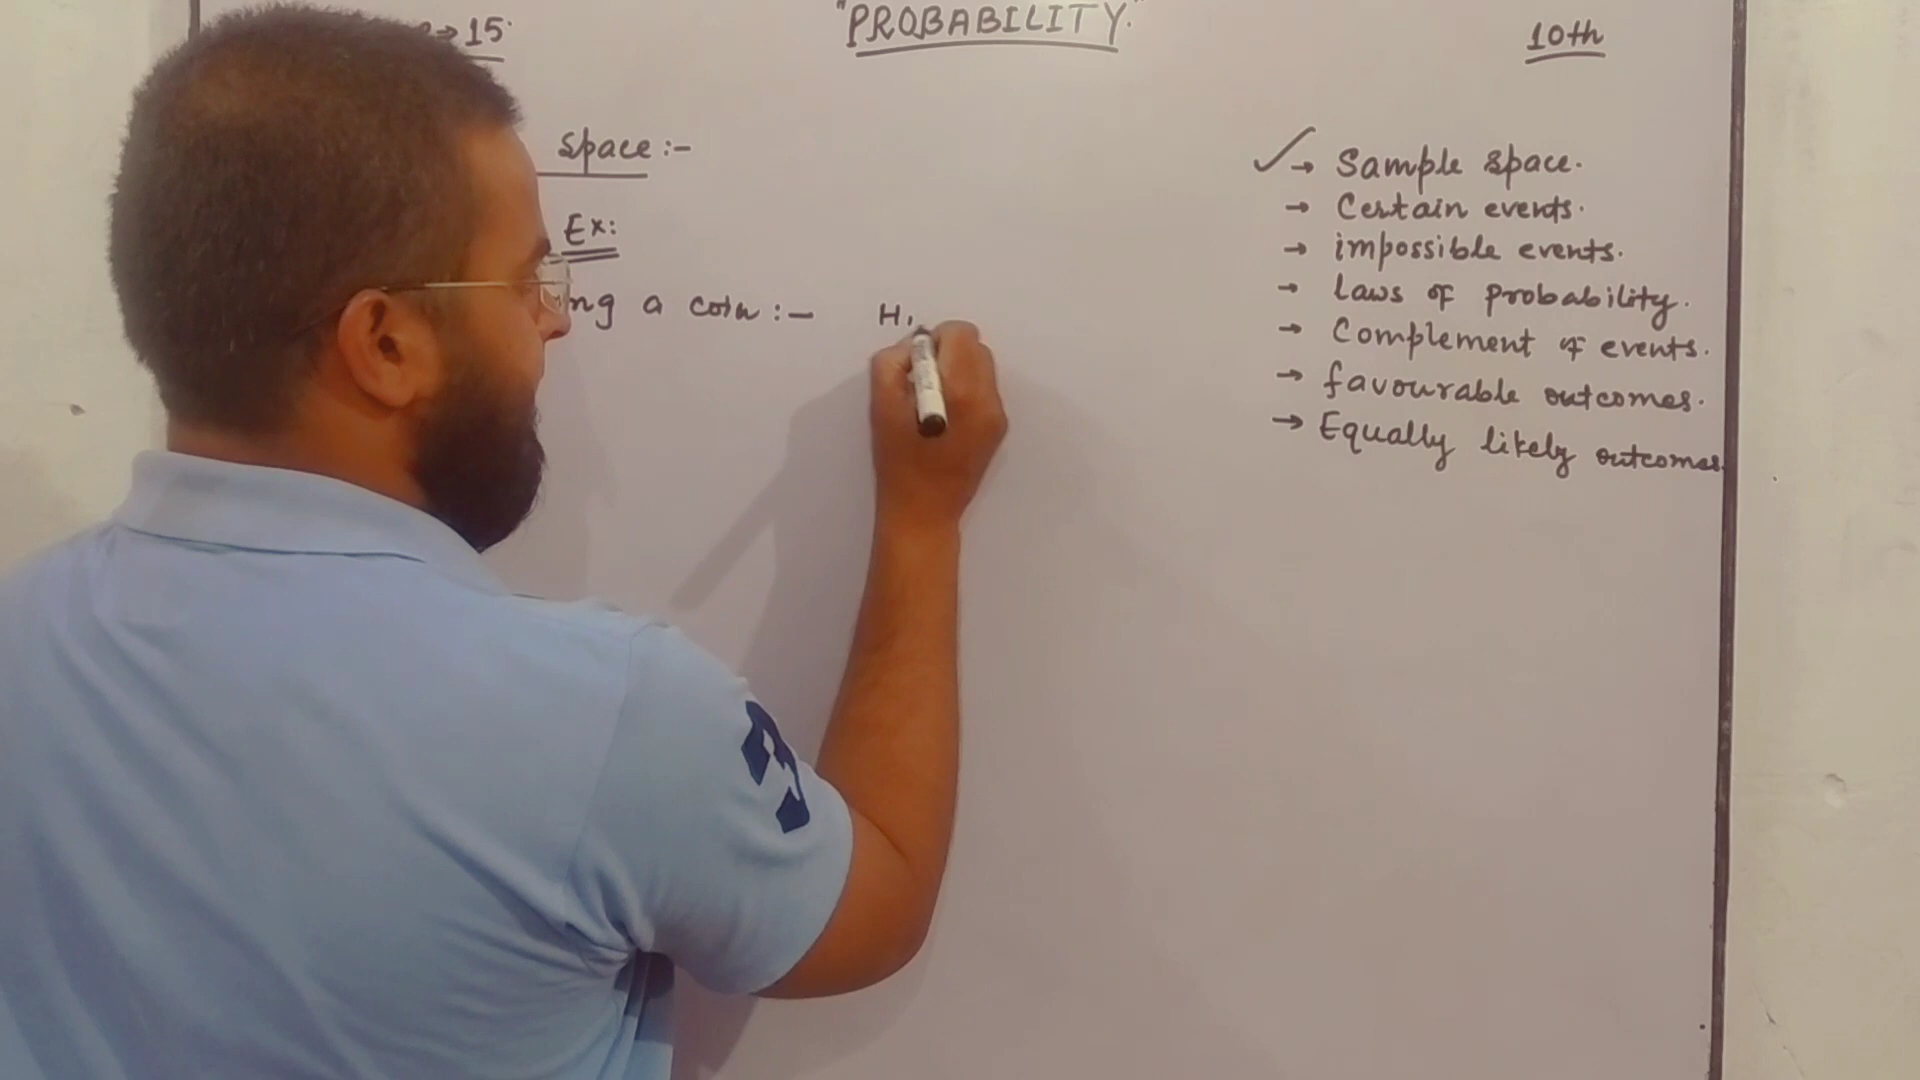 "PROBABILITY."
10th
→ 15.
Space :-
Ex:
ng a coin :- H,
✓→ Sample space.
→ Certain events.
→ impossible events.
→ Laws of probability.
→ Complement of events.
→ favourable outcomes.
→ Equally likely outcomes.